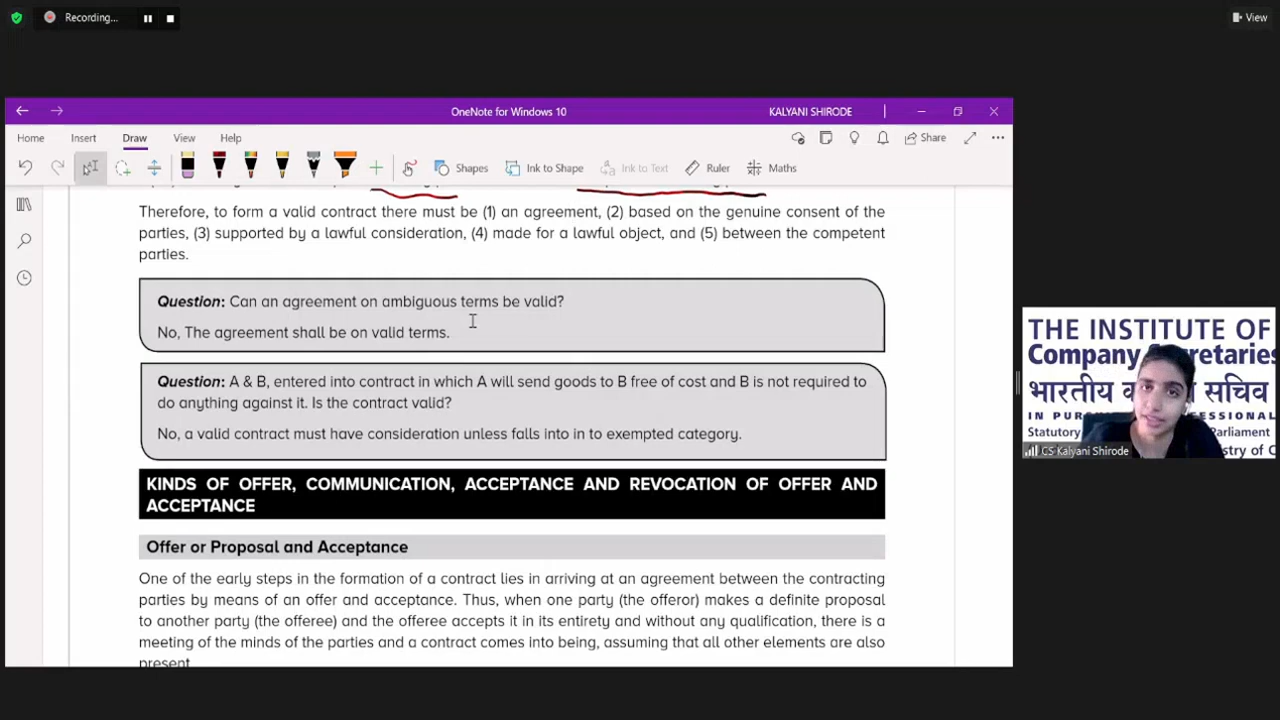 Recording...
View
OneNote for Windows 10
KALYANI SHIRODE
Home
Insert
Draw
View
Help
Share
Shapes
Ink to Shape
Ink to Text
Ruler
Maths
Therefore, to form a valid contract there must be (1) an agreement, (2) based on the genuine consent of the
parties, (3) supported by a lawful consideration, (4) made for a lawful object, and (5) between the competent
parties.
Question: Can an agreement on ambiguous terms be valid?
No, The agreement shall be on valid terms.
Question: A & B, entered into contract in which A will send goods to B free of cost and B is not required to
do anything against it. Is the contract valid?
No, a valid contract must have consideration unless falls into in to exempted category.
KINDS OF OFFER, COMMUNICATION, ACCEPTANCE AND REVOCATION OF OFFER AND
ACCEPTANCE
Offer or Proposal and Acceptance
One of the early steps in the formation of a contract lies in arriving at an agreement between the contracting
parties by means of an offer and acceptance. Thus, when one party (the offeror) makes a definite proposal
to another party (the offeree) and the offeree accepts it in its entirety and without any qualification, there is a
meeting of the minds of the parties and a contract comes into being, assuming that all other elements are also
present
THE INSTITUTE OF
Company Secretaries
भारतीय सचिव
IN
Statutory Parliament
CS Kalyani Shirode